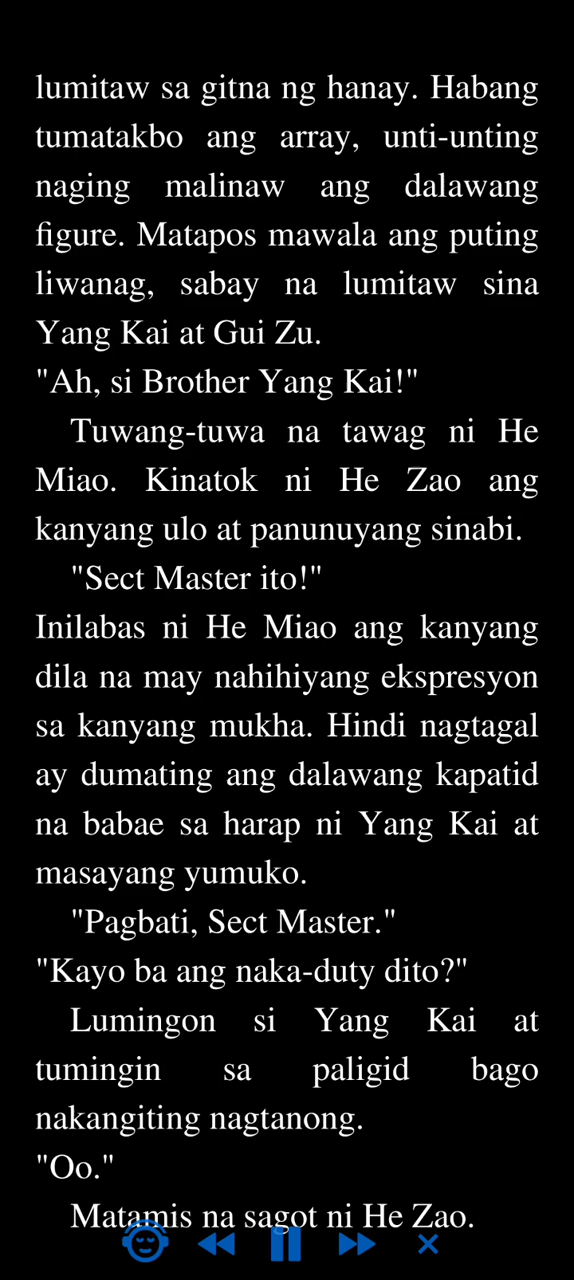 lumitaw sa gitna ng hanay. Habang
tumatakbo ang array, unti-unting
naging malinaw ang dalawang
figure. Matapos mawala ang puting
liwanag, sabay na lumitaw sina
Yang Kai at Gui Zu.
"Ah, si Brother Yang Kai!"
Tuwang-tuwa na tawag ni He
Miao. Kinatok ni He Zao ang
kanyang ulo at panunuyang sinabi.
"Sect Master ito!"
Inilabas ni He Miao ang kanyang
dila na may nahihiyang ekspresyon
sa kanyang mukha. Hindi nagtagal
ay dumating ang dalawang kapatid
na babae sa harap ni Yang Kai at
masayang yumuko.
"Pagbati, Sect Master."
"Kayo ba ang naka-duty dito?"
Lumingon si Yang Kai at
tumingin sa paligid bago
nakangiting nagtanong.
"Oo."
Matamis na sagot ni He Zao.